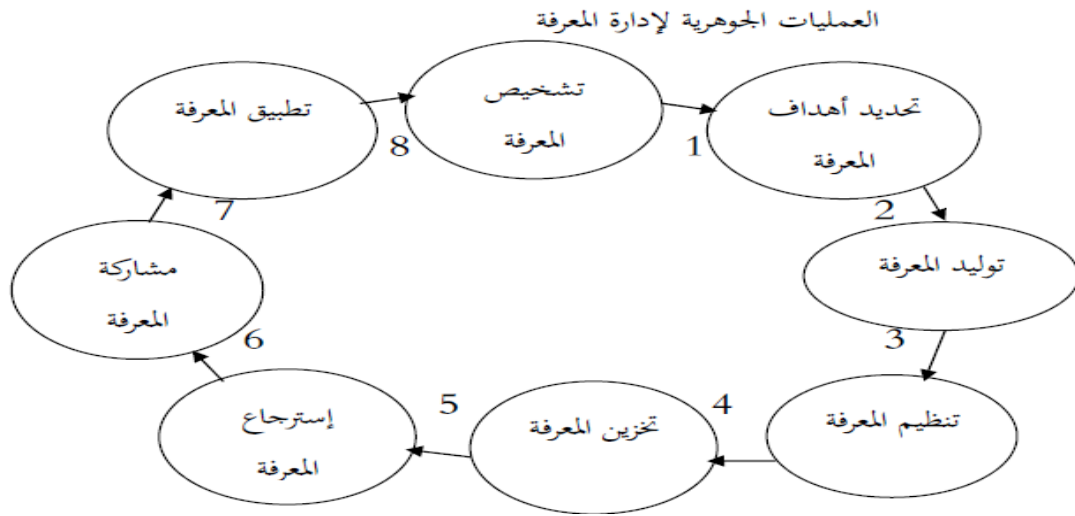 العمليات الجوهرية لإدارة المعرفة
تشخيص
المعرفة
1
تحديد أهداف
المعرفة
2
توليد المعرفة
3
تنظيم المعرفة
4
تخزين المعرفة
5
إسترجاع
المعرفة
6
مشاركة
المعرفة
7
تطبيق المعرفة
8